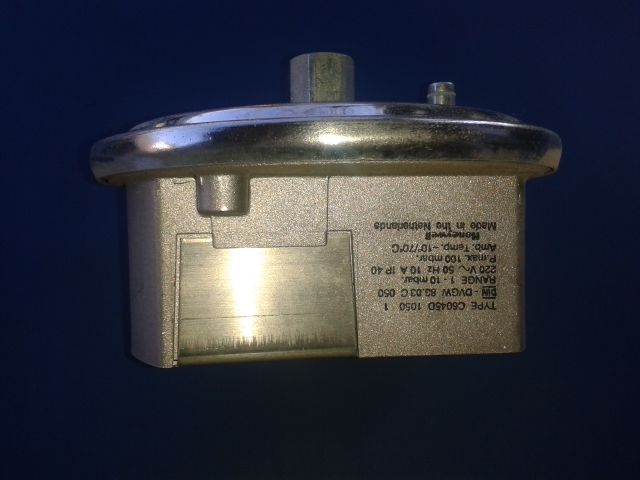 TYPE C6045D 1050 1
DIN - DVGW 83.03 C 050
RANGE 1 - 10 mbar.
220 V∿ 50 Hz 10 A IP 40
P. max. 100 mbar.
Amb. Temp. -10°/70°C
Honeywell
Made in the Netherlands